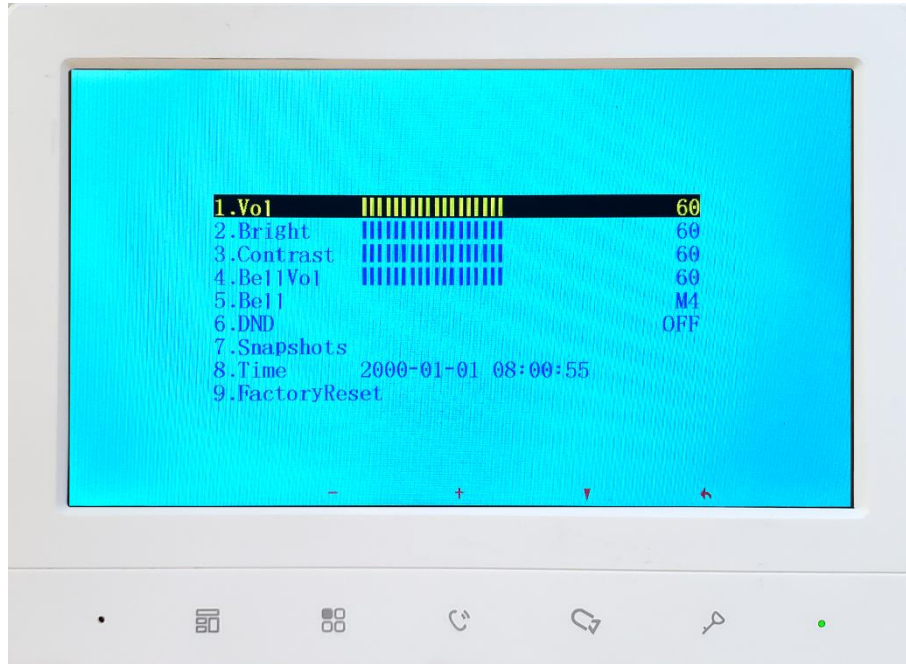 1.Vol 60
2.Bright 60
3.Contrast 60
4.BellVol 60
5.Bell M4
6.DND OFF
7.Snapshots
8.Time 2000-01-01 08:00:55
9.FactoryReset
- +